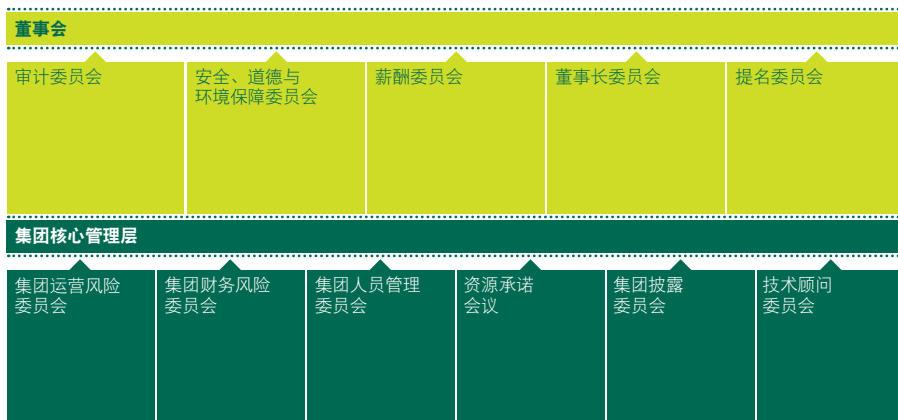 董事会
审计委员会
安全、道德与
环境保障委员会
薪酬委员会
董事长委员会
提名委员会
集团核心管理层
集团运营风险
委员会
集团财务风险
委员会
集团人员管理
委员会
资源承诺
会议
集团披露
委员会
技术顾问
委员会